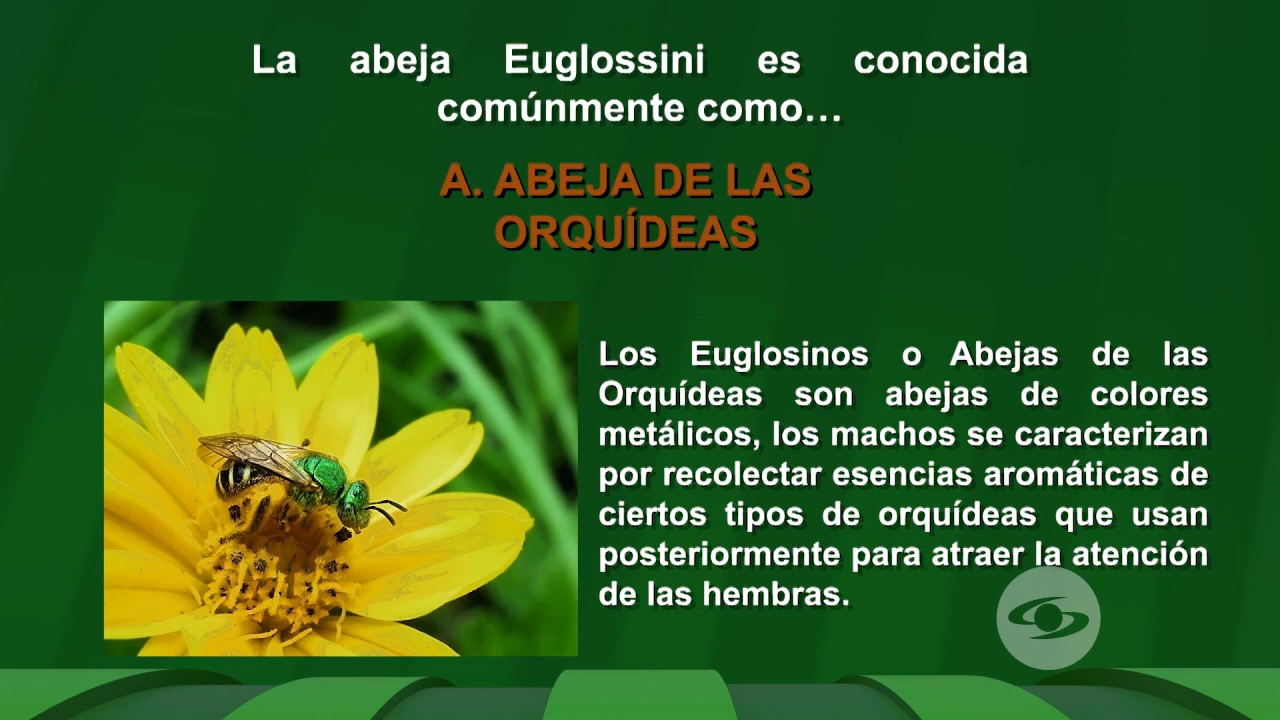 La abeja Euglossini es conocida
comúnmente como…
A. ABEJA DE LAS
ORQUÍDEAS
Los Euglosinos o Abejas de las
Orquídeas son abejas de colores
metálicos, los machos se caracterizan
por recolectar esencias aromáticas de
ciertos tipos de orquídeas que usan
posteriormente para atraer la atención
de las hembras.